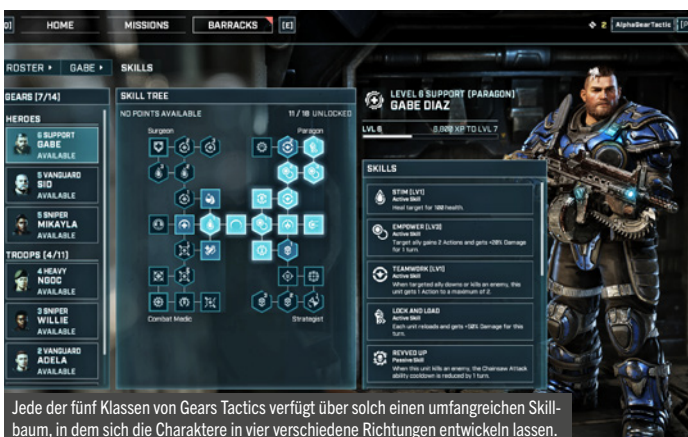 HOME MISSIONS BARRACKS [E] 2 AlphaGearTactic
ROSTER GABE SKILLS
GEARS [7/14]
HEROES
6 SUPPORT
GABE
AVAILABLE
5 VANGUARD
SID
AVAILABLE
5 SNIPER
MIKAYLA
AVAILABLE
TROOPS [4/11]
4 HEAVY
NGOC
AVAILABLE
3 SNIPER
WILLIE
AVAILABLE
2 VANGUARD
ADELA
AVAILABLE
SKILL TREE
NO POINTS AVAILABLE 11 / 18 UNLOCKED
Surgeon Paragon
Combat Medic Strategist
LEVEL 6 SUPPORT [PARAGON]
GABE DIAZ
LVL 6 XP TO LVL 7
SKILLS
STIM [LV1]
Active Skill
Heal target for 100 health.
EMPOWER [LV3]
Active Skill
Target ally gains 2 Actions and gets +20% Damage
for 1 turn.
TEAMWORK [LV1]
Active Skill
When targeted ally downs or kills an enemy, this
unit gets 1 Action to a maximum of 2.
LOCK AND LOAD
Active Skill
Each unit reloads and gets +50% Damage for this
turn.
REVVED UP
Passive Skill
When this unit kills an enemy, the Chainsaw Attack
ability cooldown is reduced by 1 turn.
Jede der fünf Klassen von Gears Tactics verfügt über solch einen umfangreichen Skill-
baum, in dem sich die Charaktere in vier verschiedene Richtungen entwickeln lassen.